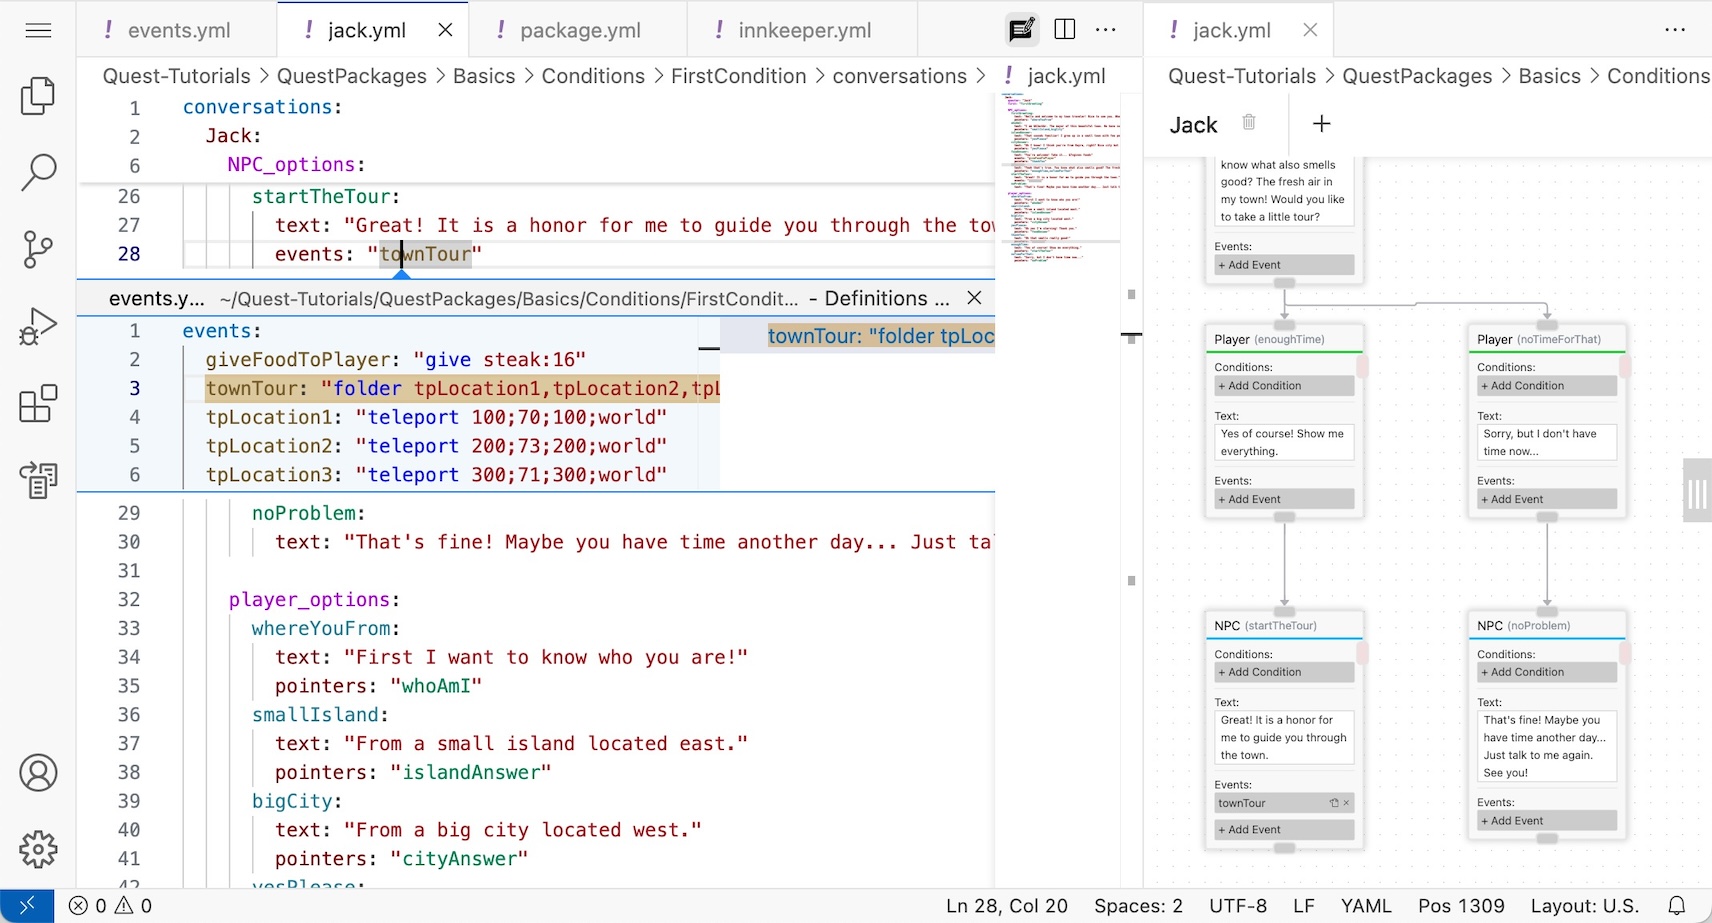 events.yml
jack.yml
package.yml
innkeeper.yml
jack.yml
Quest-Tutorials > QuestPackages > Basics > Conditions > FirstCondition > conversations > ! jack.yml
Quest-Tutorials > QuestPackages > Basics > Conditions
1 conversations:
2 Jack:
6 NPC_options:
26 startTheTour:
27 text: "Great! It is a honor for me to guide you through the tow
28 events: "townTour"
events.y... ~/Quest-Tutorials/QuestPackages/Basics/Conditions/FirstCondit... - Definitions ...
1 events:
2 giveFoodToPlayer: "give steak:16"
3 townTour: "folder tpLocation1,tpLocation2,tpL
4 tpLocation1: "teleport 100;70;100;world"
5 tpLocation2: "teleport 200;73;200;world"
6 tpLocation3: "teleport 300;71;300;world"
townTour: "folder tpLoc
29 noProblem:
30 text: "That's fine! Maybe you have time another day... Just tal
31
32 player_options:
33 whereYouFrom:
34 text: "First I want to know who you are!"
35 pointers: "whoAmI"
36 smallIsland:
37 text: "From a small island located east."
38 pointers: "islandAnswer"
39 bigCity:
40 text: "From a big city located west."
41 pointers: "cityAnswer"
42 yesPlease:
Jack
+
know what also smells
good? The fresh air in
my town! Would you like
to take a little tour?
Events:
+ Add Event
Player (enoughTime)
Conditions:
+ Add Condition
Text:
Yes of course! Show me
everything.
Events:
+ Add Event
Player (noTimeForThat)
Conditions:
+ Add Condition
Text:
Sorry, but I don't have
time now...
Events:
+ Add Event
NPC (startTheTour)
Conditions:
+ Add Condition
Text:
Great! It is a honor for
me to guide you through
the town.
Events:
townTour
+ Add Event
NPC (noProblem)
Conditions:
+ Add Condition
Text:
That's fine! Maybe you
have time another day...
Just talk to me again.
See you!
Events:
+ Add Event
0 0
Ln 28, Col 20
Spaces: 2
UTF-8
LF
YAML
Pos 1309
Layout: U.S.